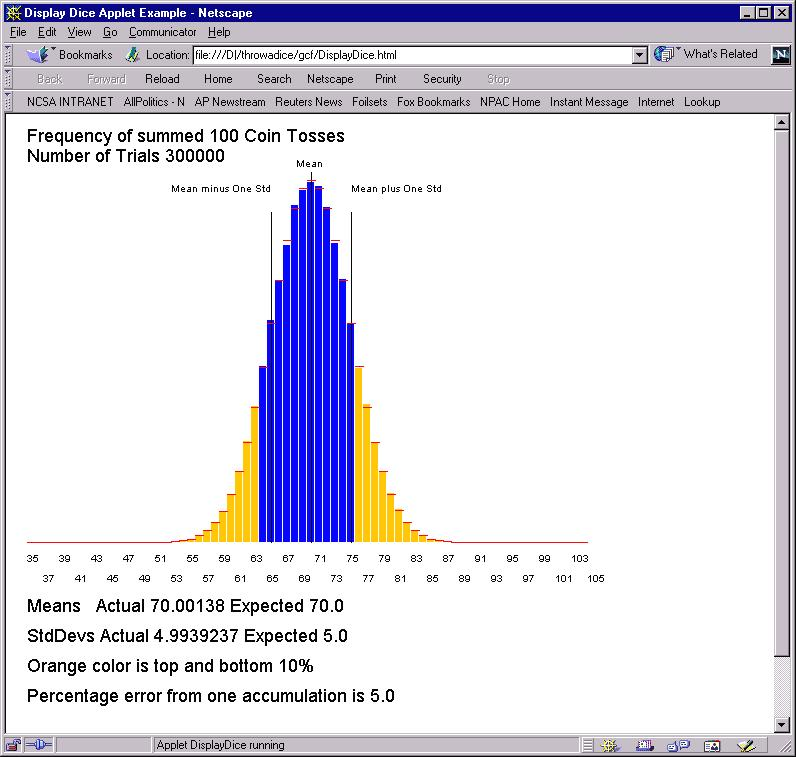 Display Dice Applet Example - Netscape
File Edit View Go Communicator Help
Bookmarks Location: file:///D|/throwadice/gcf/DisplayDice.html What's Related N
Back Forward Reload Home Search Netscape Print Security Stop
NCSA INTRANET AllPolitics - N AP Newstream Reuters News Foilsets Fox Bookmarks NPAC Home Instant Message Internet Lookup
Frequency of summed 100 Coin Tosses
Number of Trials 300000
Mean
Mean minus One Std Mean plus One Std
35 39 43 47 51 55 59 63 67 71 75 79 83 87 91 95 99 103
37 41 45 49 53 57 61 65 69 73 77 81 85 89 93 97 101 105
Means Actual 70.00138 Expected 70.0
StdDevs Actual 4.9939237 Expected 5.0
Orange color is top and bottom 10%
Percentage error from one accumulation is 5.0
Applet DisplayDice running